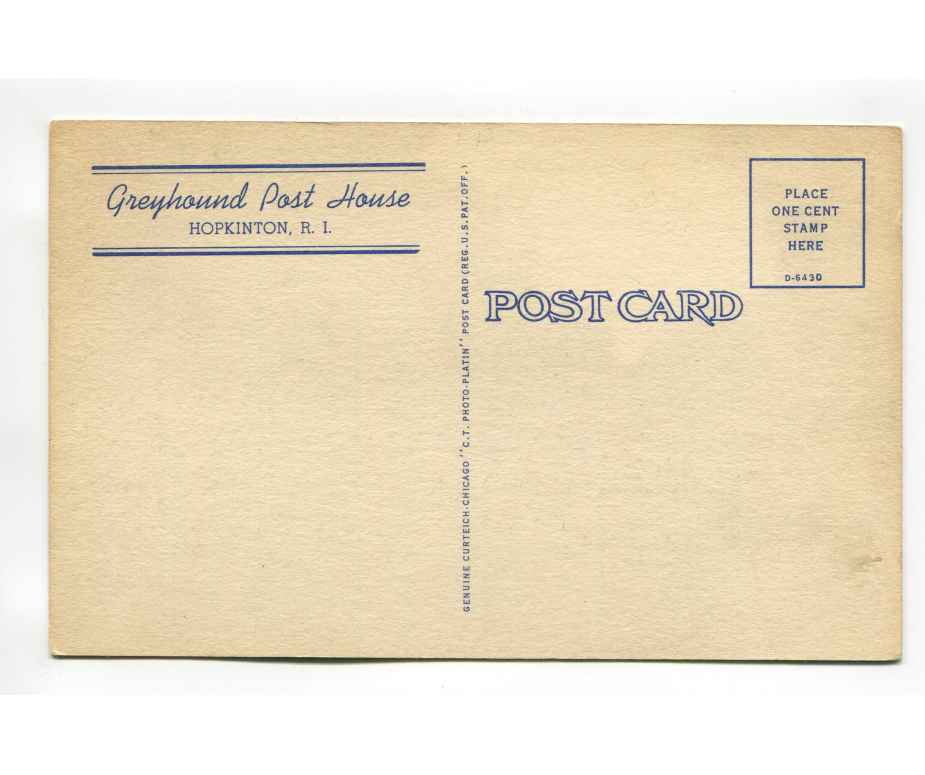 Greyhound Post House
HOPKINTON, R. I.
GENUINE CURTEICH-CHICAGO "C.T. PHOTO-PLATIN" POST CARD (REG. U.S. PAT. OFF.)
POST CARD
PLACE
ONE CENT
STAMP
HERE
D-6430